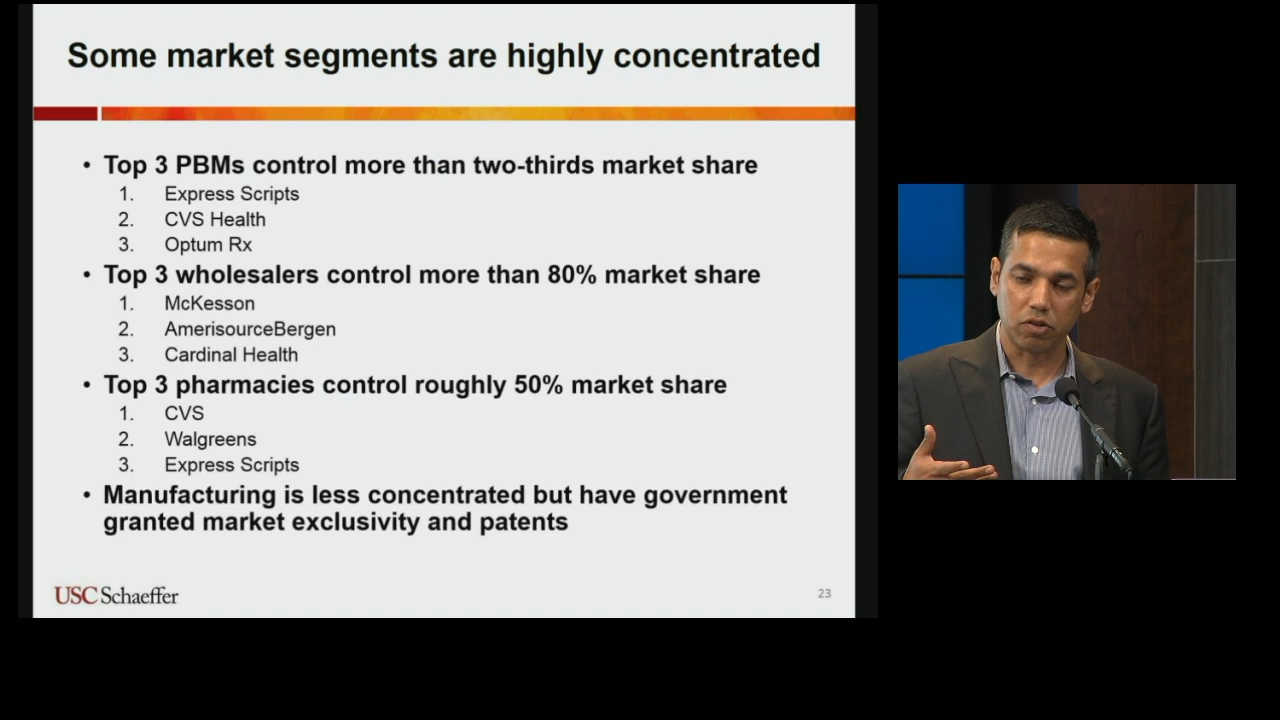 Some market segments are highly concentrated
• Top 3 PBMs control more than two-thirds market share
1. Express Scripts
2. CVS Health
3. Optum Rx
• Top 3 wholesalers control more than 80% market share
1. McKesson
2. AmerisourceBergen
3. Cardinal Health
• Top 3 pharmacies control roughly 50% market share
1. CVS
2. Walgreens
3. Express Scripts
• Manufacturing is less concentrated but have government
granted market exclusivity and patents
USC Schaeffer
23